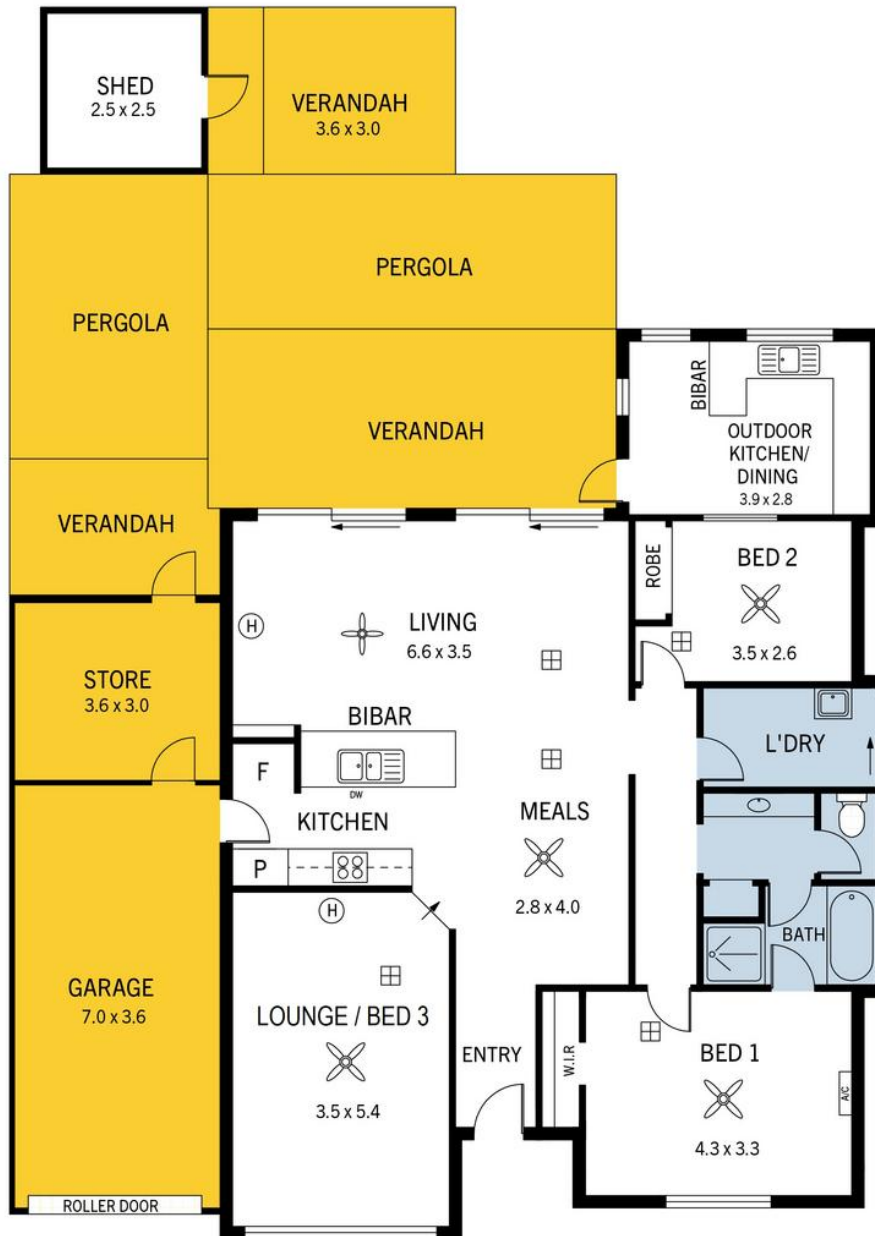 SHED
2.5 x 2.5
VERANDAH
3.6 x 3.0
PERGOLA
PERGOLA
BIBAR
VERANDAH
OUTDOOR
KITCHEN/
DINING
3.9 x 2.8
VERANDAH
ROBE
BED 2
3.5 x 2.6
H
LIVING
6.6 x 3.5
STORE
3.6 x 3.0
BIBAR
L'DRY
F
DW
KITCHEN
MEALS
2.8 x 4.0
P
H
BATH
GARAGE
7.0 x 3.6
LOUNGE / BED 3
3.5 x 5.4
ENTRY
W.I.R
BED 1
4.3 x 3.3
A/C
ROLLER DOOR